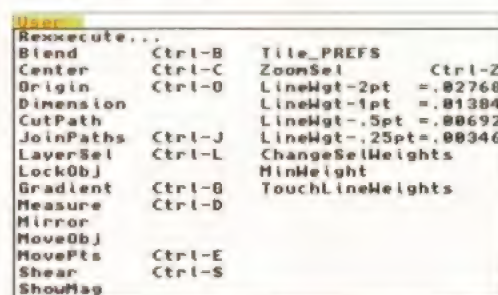 User
Rexxecute...
Blend Ctrl-B Tile_PREFS
Center Ctrl-C ZoomSel Ctrl-Z
Origin Ctrl-O LineWgt-2pt =.02768
Dimension LineWgt-1pt =.01384
CutPath LineWgt-.5pt =.00692
JoinPaths Ctrl-J LineWgt-.25pt=.00346
LayerSel Ctrl-L ChangeSelWeights
LockObj MinWeight
Gradient Ctrl-G TouchLineWeights
Measure Ctrl-D
Mirror
MoveObj
MovePts Ctrl-E
Shear Ctrl-S
ShowMag